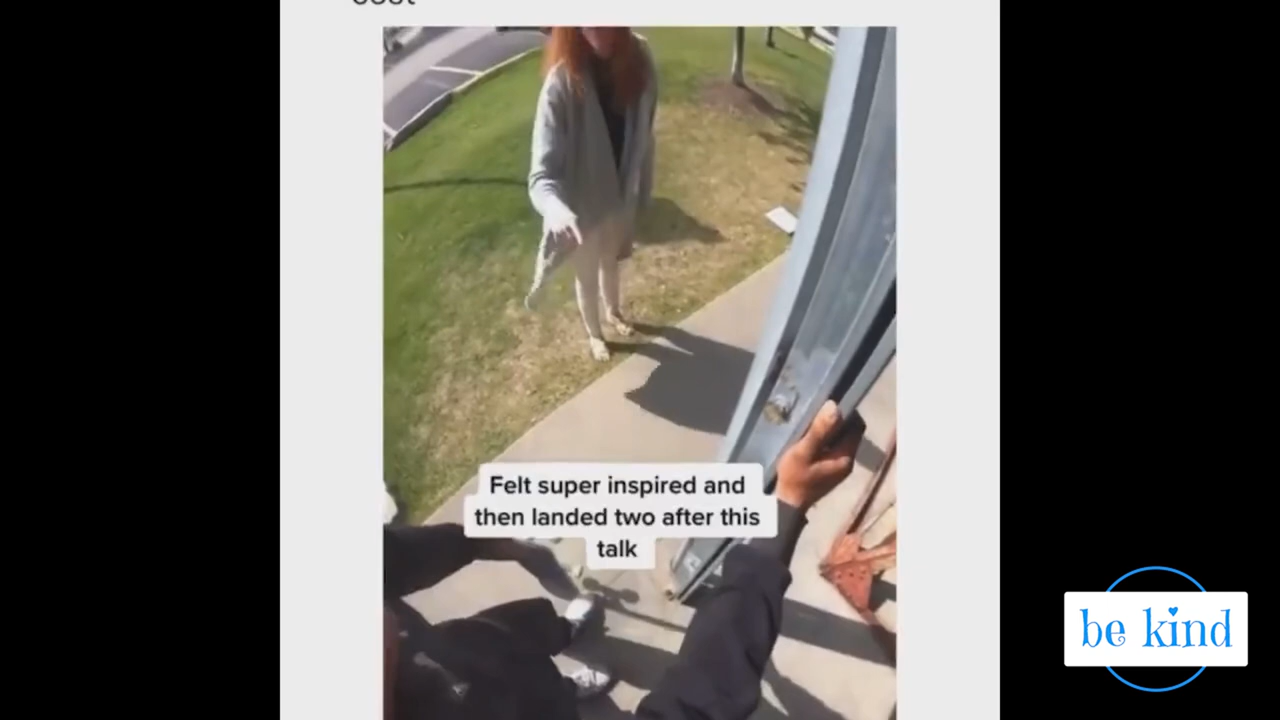 Felt super inspired and
then landed two after this
talk
be kind